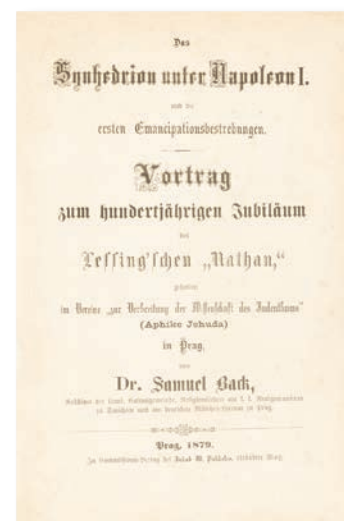 Das
Synhedrion unter Napoleon I.
und die
ersten Emancipationsbestrebungen.
Vortrag
zum hundertjährigen Jubiläum
des
Lessing'schen „Nathan,“
gehalten
im Vereine „zur Verbreitung der Wissenschaft des Judenthums“
(Aphike Jehuda)
in Prag,
von
Dr. Samuel Back,
Prag, 1879.